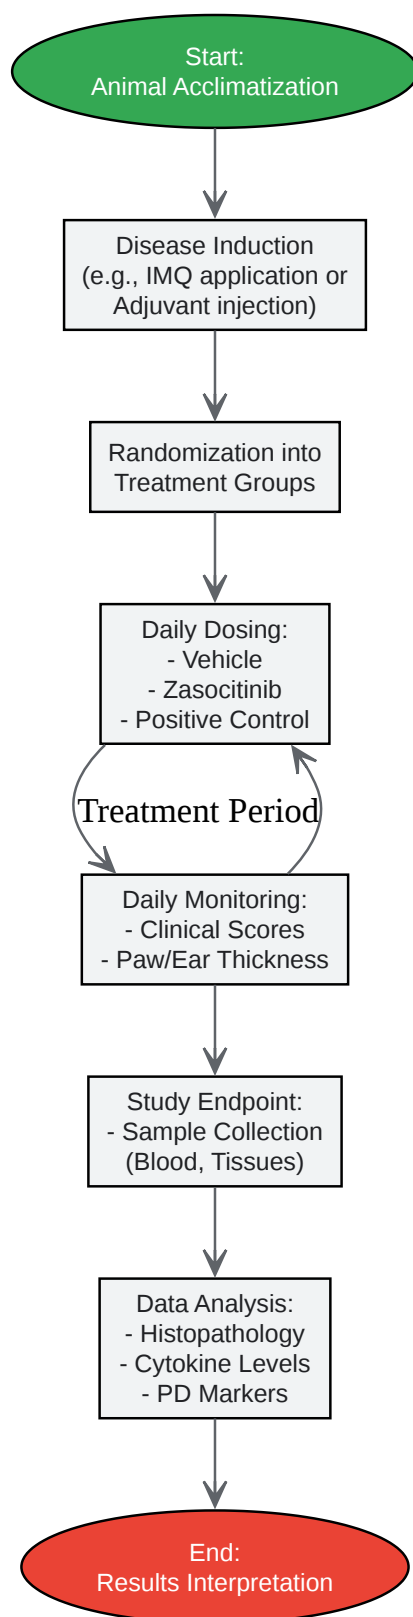 Start:
Animal Acclimatization
Disease Induction
(e.g., IMQ application or
Adjuvant injection)
Randomization into
Treatment Groups
Daily Dosing:
- Vehicle
- Zasocitinib
- Positive Control
Treatment Period
Daily Monitoring:
- Clinical Scores
- Paw/Ear Thickness
Study Endpoint:
- Sample Collection
(Blood, Tissues)
Data Analysis:
- Histopathology
- Cytokine Levels
- PD Markers
End:
Results Interpretation